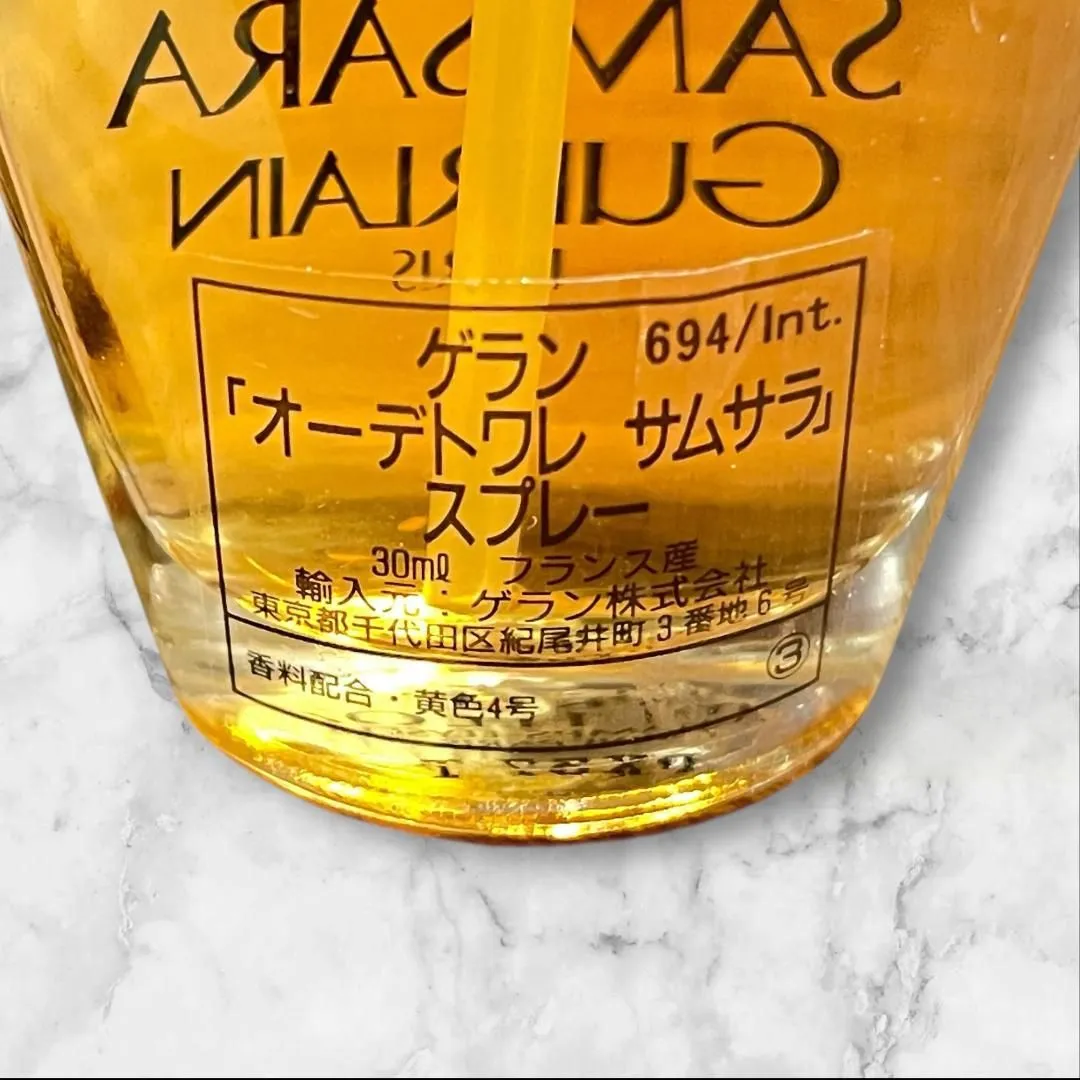 SAMSARA
GUERLAIN
PARIS
ゲラン 694/Int.
「オーデトワレ サムサラ」
スプレー
30ml フランス産
輸入元：ゲラン株式会社
東京都千代田区紀尾井町3番地6号
③
香料配合・黄色4号